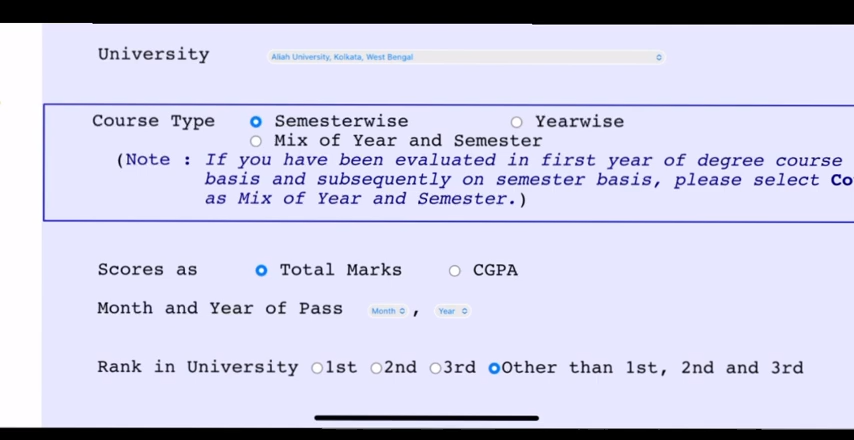 University Aliah University, Kolkata, West Bengal
Course Type Semesterwise Yearwise
Mix of Year and Semester
(Note : If you have been evaluated in first year of degree course
basis and subsequently on semester basis, please select Co
as Mix of Year and Semester.)
Scores as Total Marks CGPA
Month and Year of Pass Month , Year
Rank in University 1st 2nd 3rd Other than 1st, 2nd and 3rd